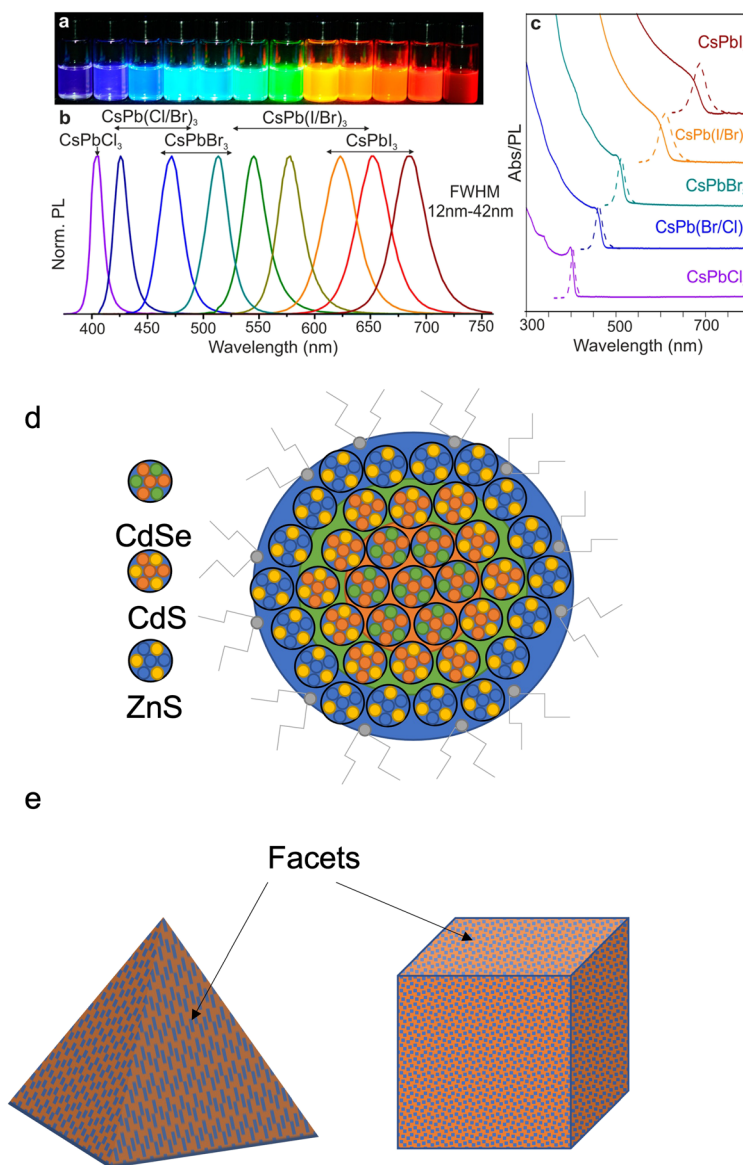 a
b
CsPb(Cl/Br)₃
CsPb(I/Br)₃
CsPbCl₃
CsPbBr₃
CsPbI₃
FWHM
12nm-42nm
Norm. PL
400 450 500 550 600 650 700 750
Wavelength (nm)
c
CsPbI
CsPb(I/Br)
CsPbBr
CsPb(Br/Cl)
CsPbCl
Abs/PL
300 500 700
Wavelength (nm)
d
CdSe
CdS
ZnS
e
Facets